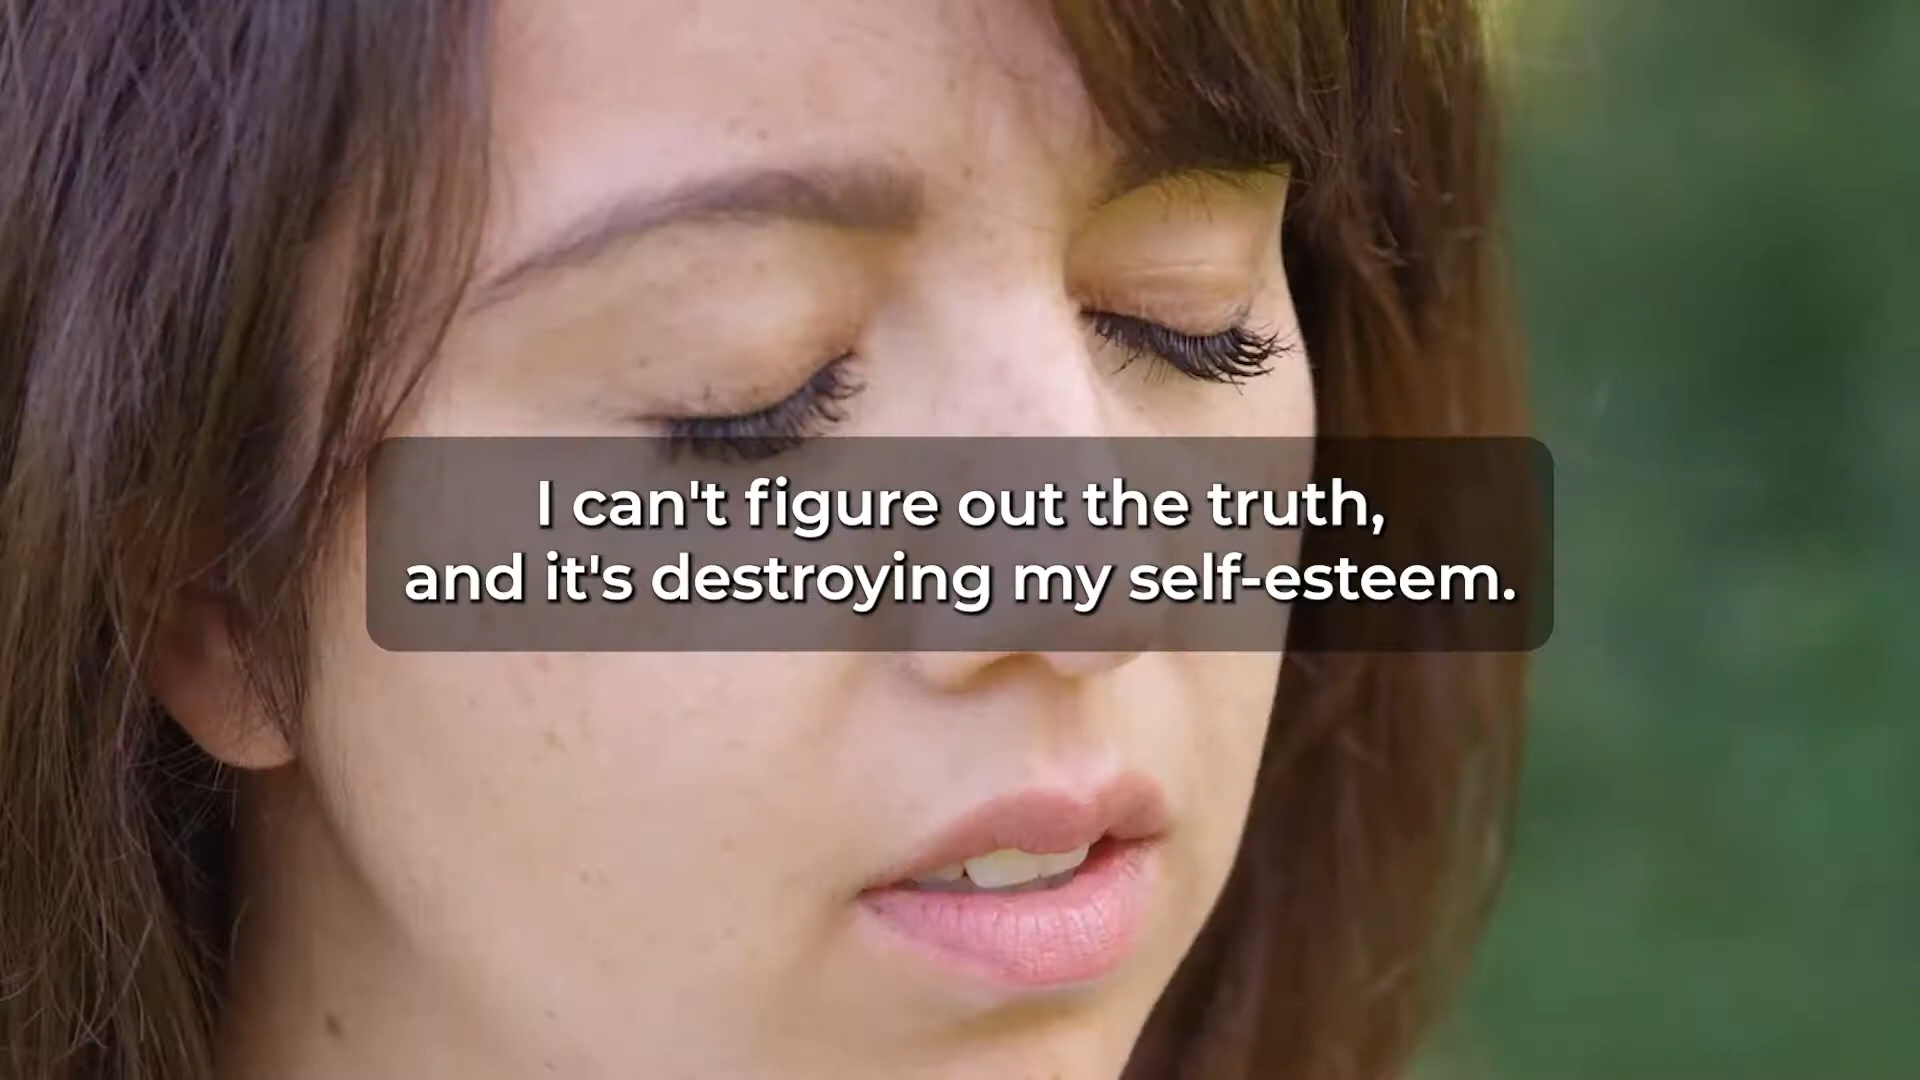 I can't figure out the truth,
and it's destroying my self-esteem.